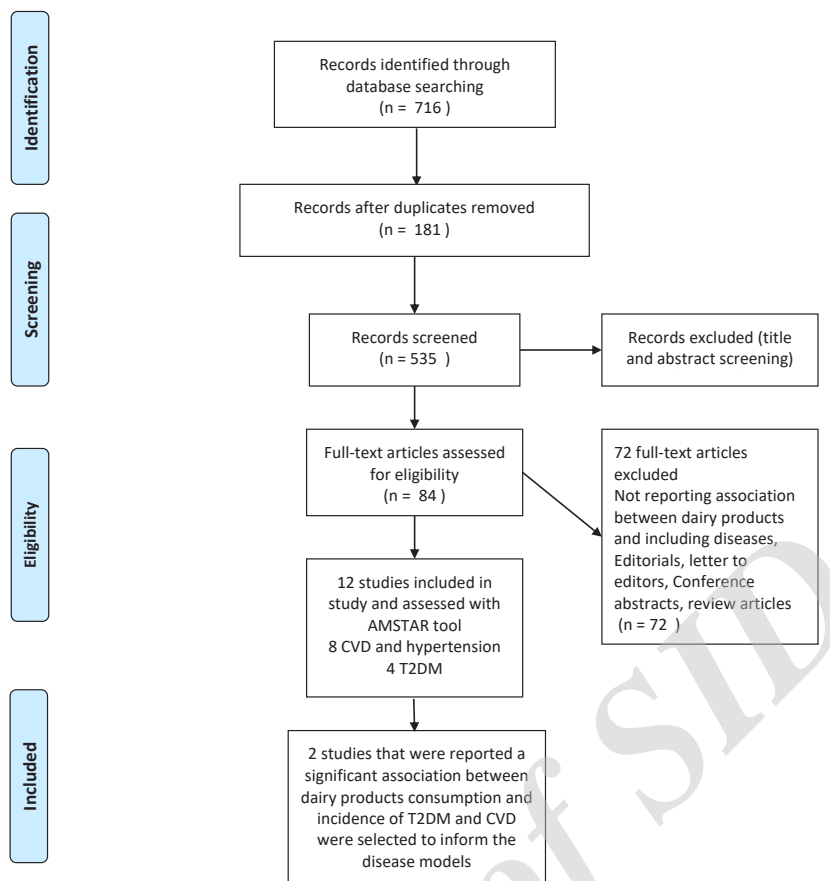 Identification
Records identified through
database searching
(n = 716 )
Records after duplicates removed
(n = 181 )
Screening
Records screened
(n = 535 )
Records excluded (title
and abstract screening)
Eligibility
Full-text articles assessed
for eligibility
(n = 84 )
72 full-text articles
excluded
Not reporting association
between dairy products
and including diseases,
Editorials, letter to
editors, Conference
abstracts, review articles
(n = 72 )
12 studies included in
study and assessed with
AMSTAR tool
8 CVD and hypertension
4 T2DM
Included
2 studies that were reported a
significant association between
dairy products consumption and
incidence of T2DM and CVD
were selected to inform the
disease models
of SID